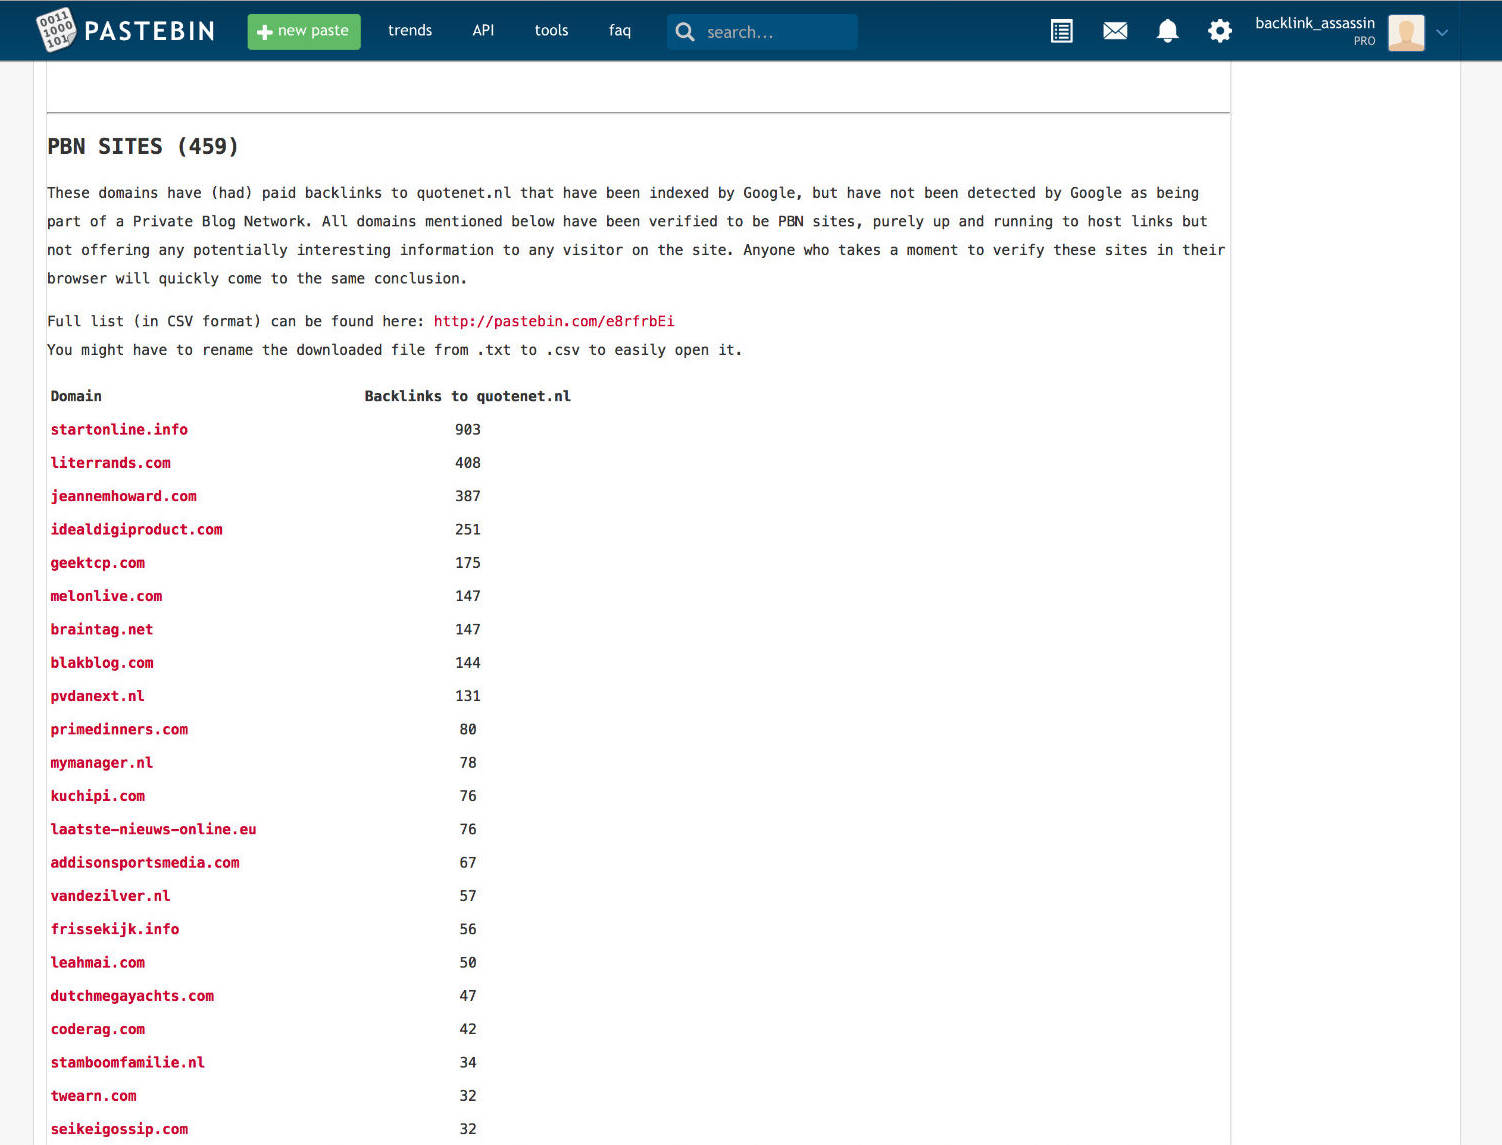 0011
1000
101
PASTEBIN
new paste
trends
API
tools
faq
search...
backlink_assassin
PRO
PBN SITES (459)
These domains have (had) paid backlinks to quotenet.nl that have been indexed by Google, but have not been detected by Google as being
part of a Private Blog Network. All domains mentioned below have been verified to be PBN sites, purely up and running to host links but
not offering any potentially interesting information to any visitor on the site. Anyone who takes a moment to verify these sites in their
browser will quickly come to the same conclusion.
Full list (in CSV format) can be found here: http://pastebin.com/e8rfrbEi
You might have to rename the downloaded file from .txt to .csv to easily open it.
Domain Backlinks to quotenet.nl
startonline.info 903
literrands.com 408
jeannemhoward.com 387
idealdigiproduct.com 251
geektcp.com 175
melonlive.com 147
braintag.net 147
blakblog.com 144
pvdanext.nl 131
primedinners.com 80
mymanager.nl 78
kuchipi.com 76
laatste-nieuws-online.eu 76
addisonsportsmedia.com 67
vandezilver.nl 57
frissekijk.info 56
leahmai.com 50
dutchmegayachts.com 47
coderag.com 42
stamboomfamilie.nl 34
twearn.com 32
seikeigossip.com 32